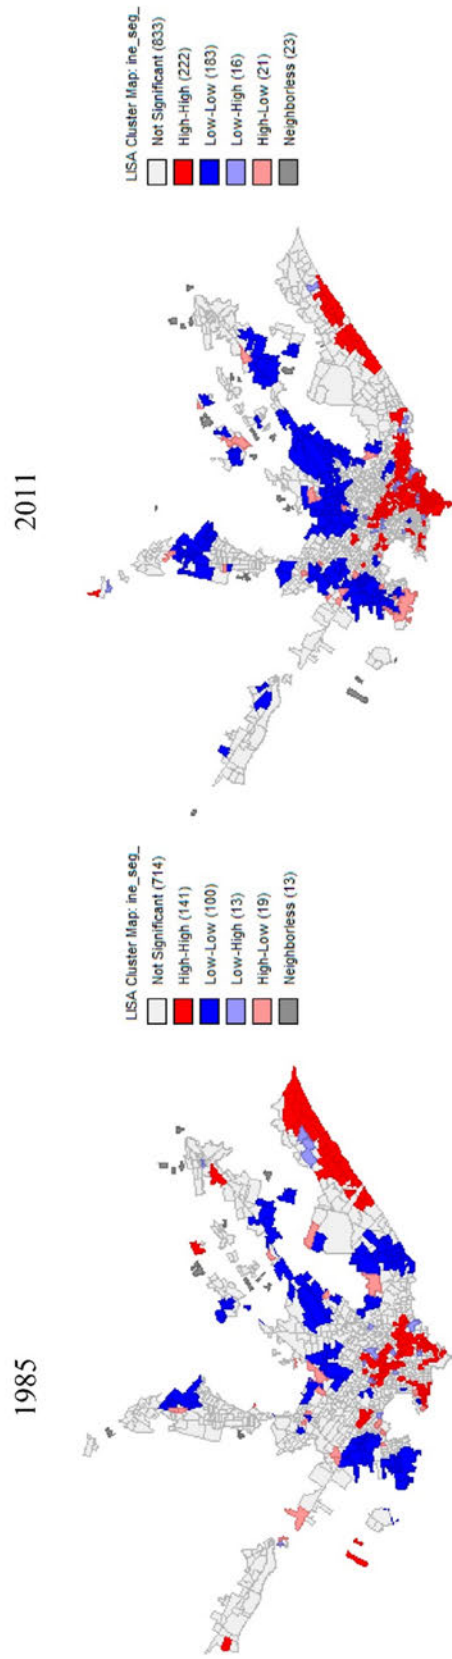 1985
LISA Cluster Map: ine_seg_
Not Significant (714)
High-High (141)
Low-Low (100)
Low-High (13)
High-Low (19)
Neighborless (13)
2011
LISA Cluster Map: ine_seg_
Not Significant (833)
High-High (222)
Low-Low (183)
Low-High (16)
High-Low (21)
Neighborless (23)